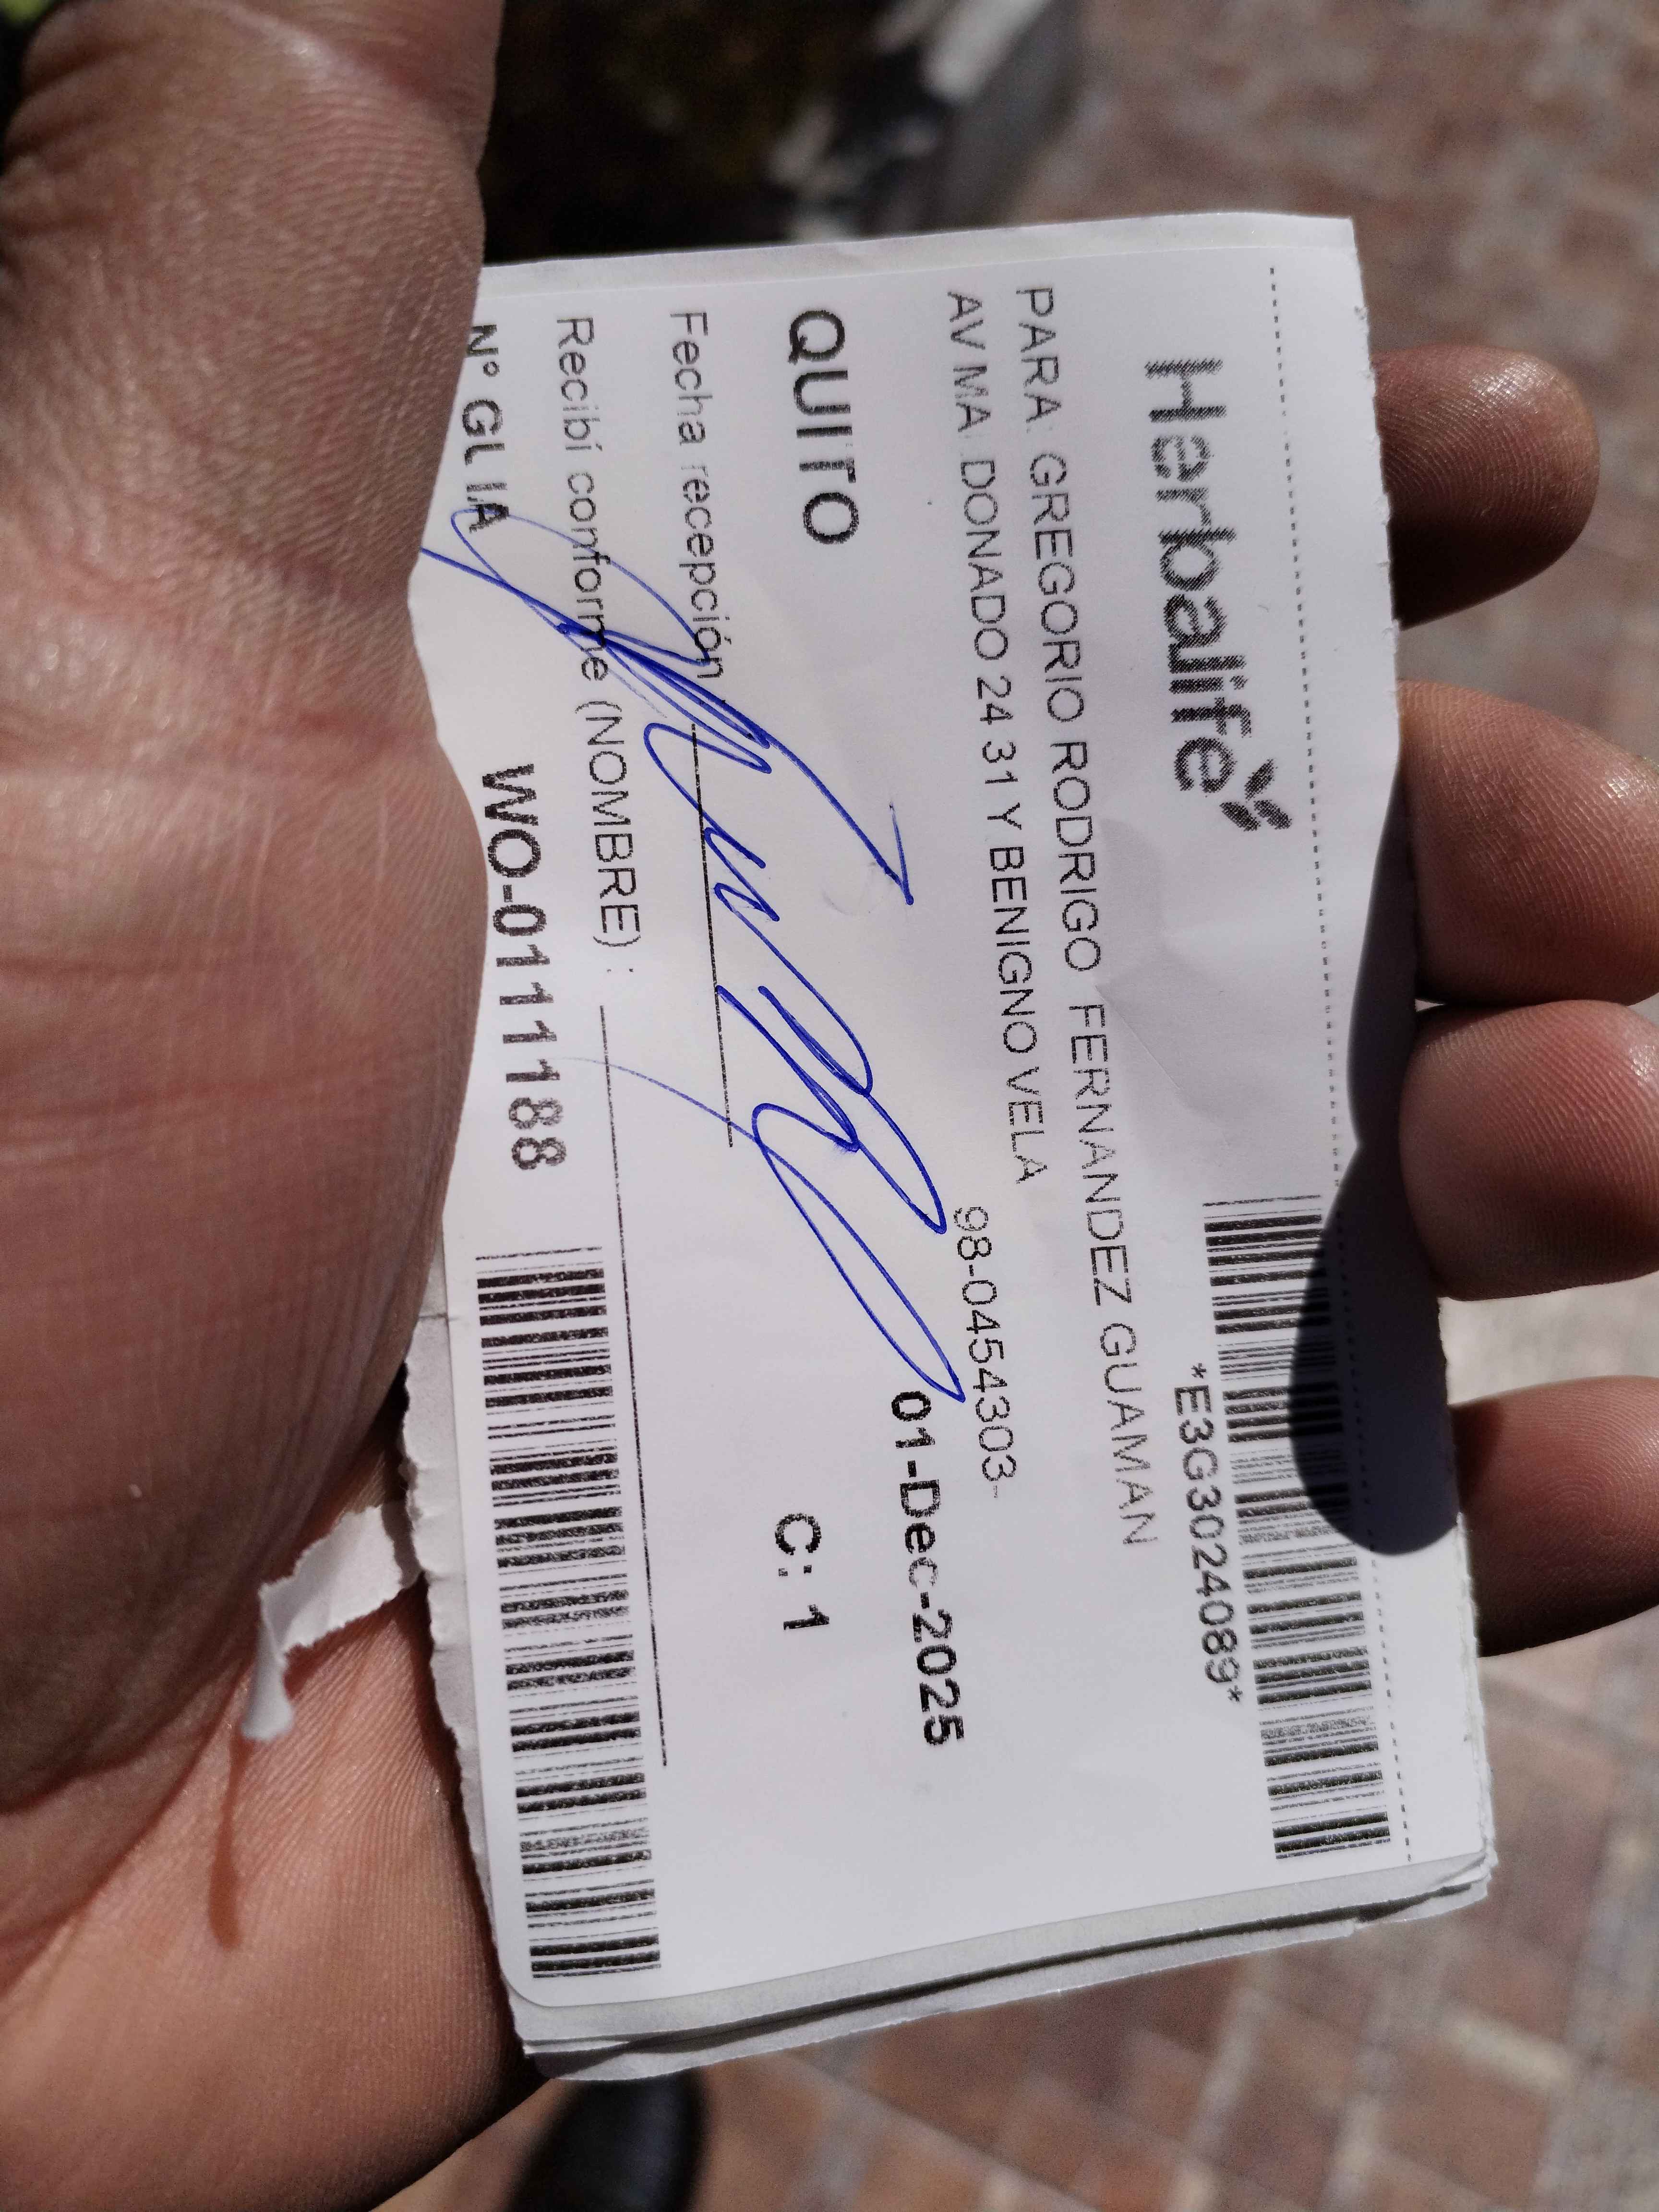 Herbalife
*E3G3024089*
PARA: GREGORIO RODRIGO FERNANDEZ GUAMAN
AV MA. DONADO 24 31 Y BENIGNO VELA
98-0454303-
01-Dec-2025
QUITO
C: 1
Fecha recepción
Recibí conforme (NOMBRE) :
N° GUIA
WO-0111188